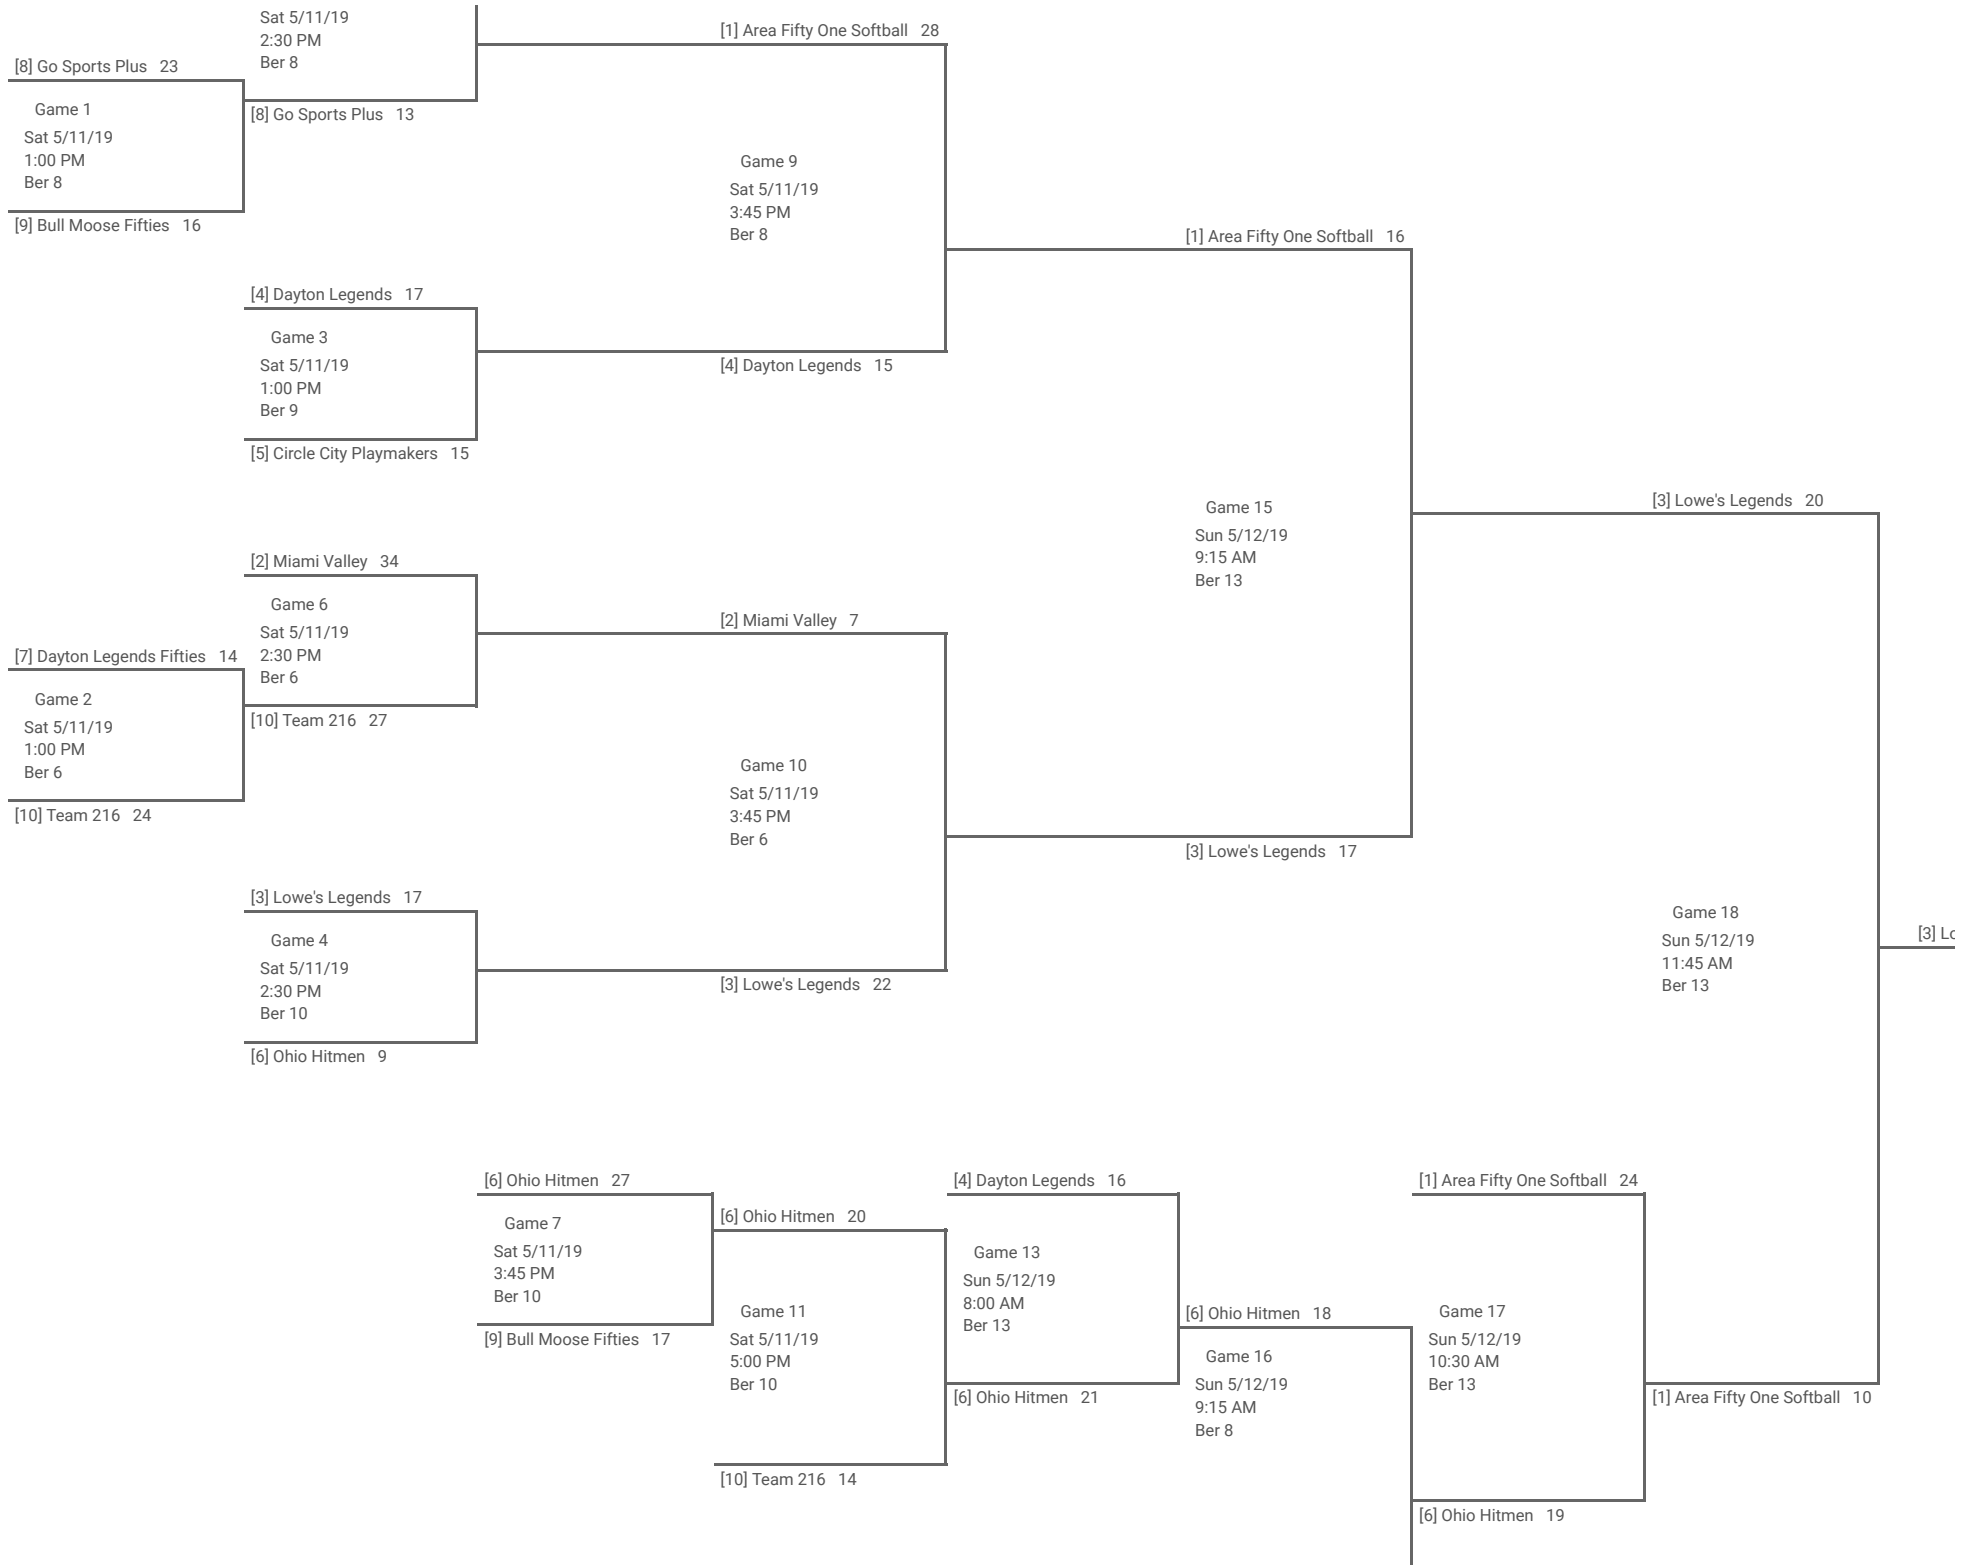 Sat 5/11/19
2:30 PM
Ber 8
[1] Area Fifty One Softball 28
[8] Go Sports Plus 23
Game 1
Sat 5/11/19
1:00 PM
Ber 8
[8] Go Sports Plus 13
[9] Bull Moose Fifties 16
Game 9
Sat 5/11/19
3:45 PM
Ber 8
[1] Area Fifty One Softball 16
[4] Dayton Legends 17
Game 3
Sat 5/11/19
1:00 PM
Ber 9
[5] Circle City Playmakers 15
[4] Dayton Legends 15
Game 15
Sun 5/12/19
9:15 AM
Ber 13
[3] Lowe's Legends 20
[2] Miami Valley 34
Game 6
Sat 5/11/19
2:30 PM
Ber 6
[2] Miami Valley 7
[7] Dayton Legends Fifties 14
Game 2
Sat 5/11/19
1:00 PM
Ber 6
[10] Team 216 27
[10] Team 216 24
Game 10
Sat 5/11/19
3:45 PM
Ber 6
[3] Lowe's Legends 17
[3] Lowe's Legends 17
Game 4
Sat 5/11/19
2:30 PM
Ber 10
[6] Ohio Hitmen 9
[3] Lowe's Legends 22
Game 18
Sun 5/12/19
11:45 AM
Ber 13
[3]
[6] Ohio Hitmen 27
Game 7
Sat 5/11/19
3:45 PM
Ber 10
[9] Bull Moose Fifties 17
[6] Ohio Hitmen 20
Game 11
Sat 5/11/19
5:00 PM
Ber 10
[10] Team 216 14
[4] Dayton Legends 16
Game 13
Sun 5/12/19
8:00 AM
Ber 13
[6] Ohio Hitmen 21
[6] Ohio Hitmen 18
Game 16
Sun 5/12/19
9:15 AM
Ber 8
[1] Area Fifty One Softball 24
Game 17
Sun 5/12/19
10:30 AM
Ber 13
[6] Ohio Hitmen 19
[1] Area Fifty One Softball 10